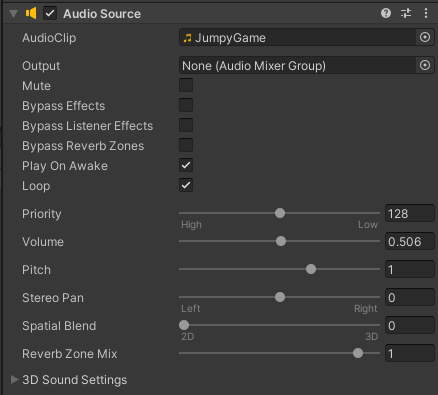 Audio Source
AudioClip JumpyGame
Output None (Audio Mixer Group)
Mute
Bypass Effects
Bypass Listener Effects
Bypass Reverb Zones
Play On Awake
Loop
Priority 128
High Low
Volume 0.506
Pitch 1
Stereo Pan 0
Left Right
Spatial Blend 0
2D 3D
Reverb Zone Mix 1
3D Sound Settings